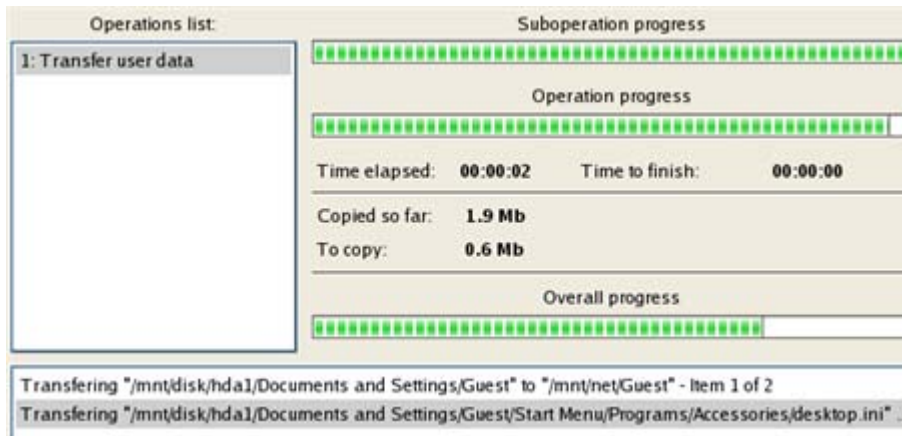 Operations list:
1: Transfer user data
Suboperation progress
Operation progress
Time elapsed: 00:00:02 Time to finish: 00:00:00
Copied so far: 1.9 Mb
To copy: 0.6 Mb
Overall progress
Transfering "/mnt/disk/hda1/Documents and Settings/Guest" to "/mnt/net/Guest" - Item 1 of 2
Transfering "/mnt/disk/hda1/Documents and Settings/Guest/Start Menu/Programs/Accessories/desktop.ini" .